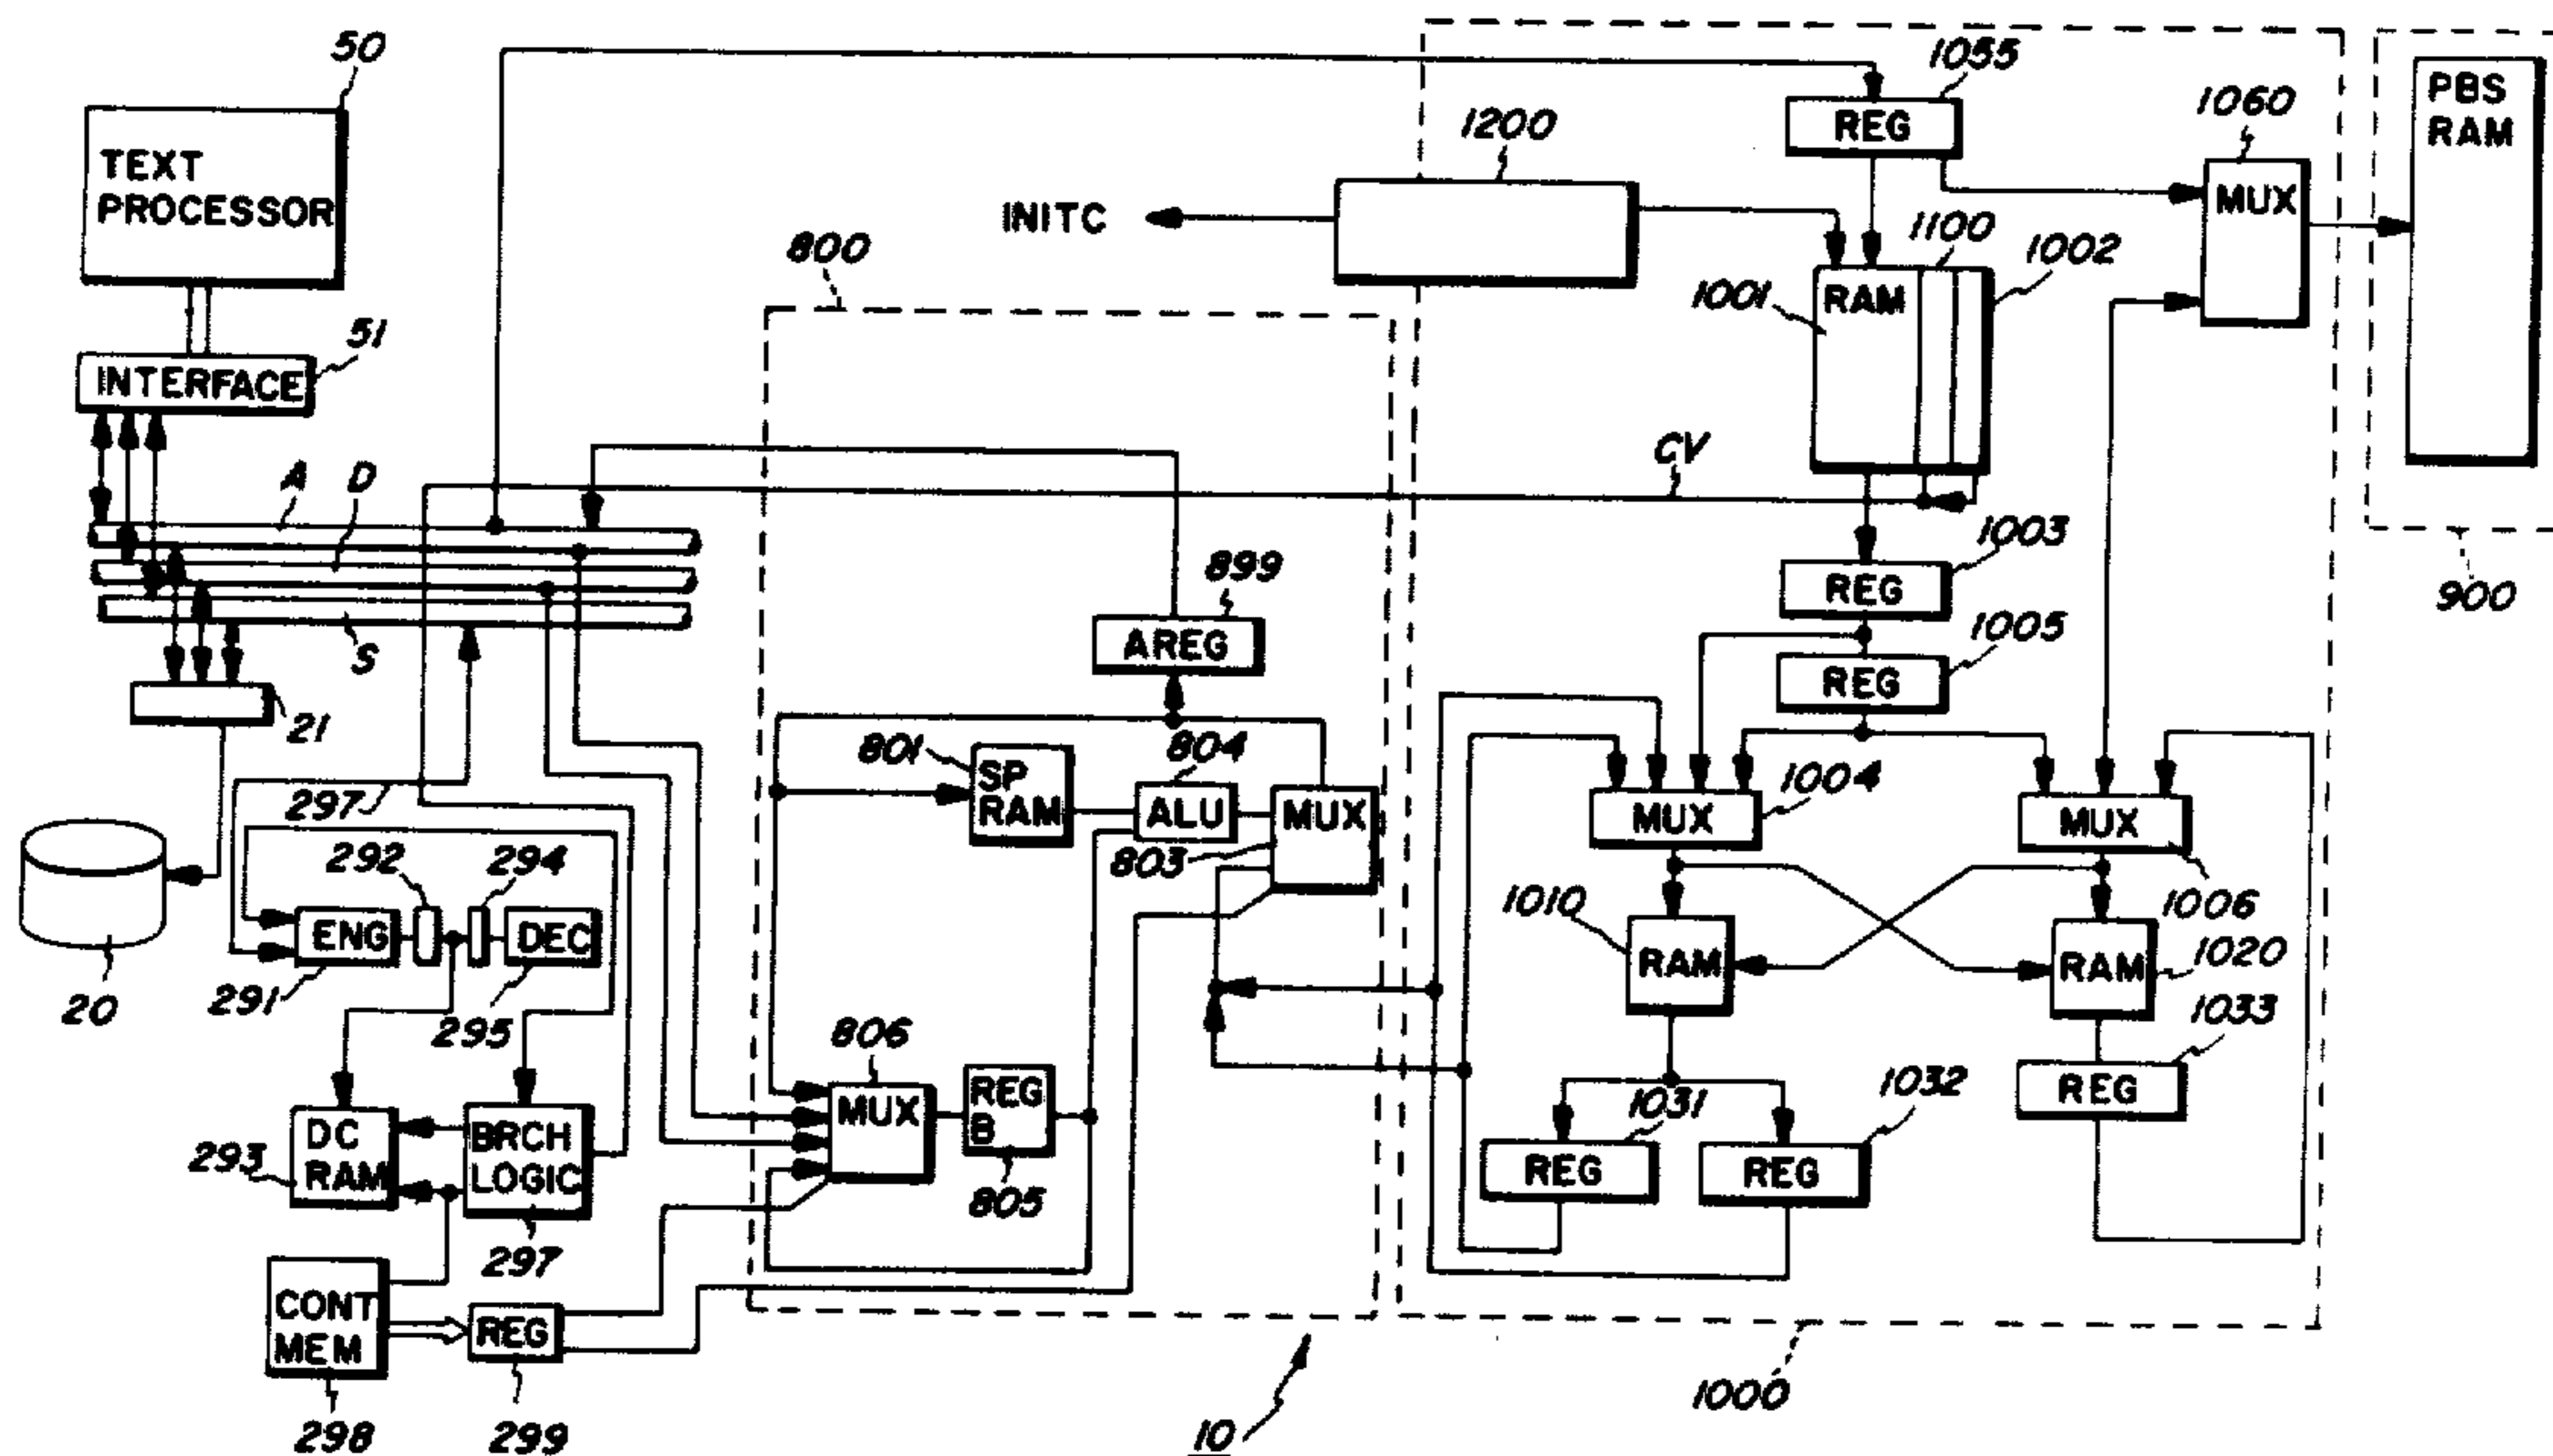 50
TEXT
PROCESSOR
51
INTERFACE
A
D
S
21
297
20
292
294
ENG
DEC
291
295
DC
RAM
293
BRCH
LOGIC
297
CONT
MEM
298
REG
299
800
INITC
1200
899
AREG
801
SP
RAM
804
ALU
MUX
803
806
MUX
REG
B
805
10
CV
1055
REG
1060
MUX
PBS
RAM
900
1100
1002
1001
RAM
1003
REG
1005
REG
1004
MUX
MUX
1006
1010
RAM
RAM
1020
1033
REG
1031
REG
1032
REG
1000